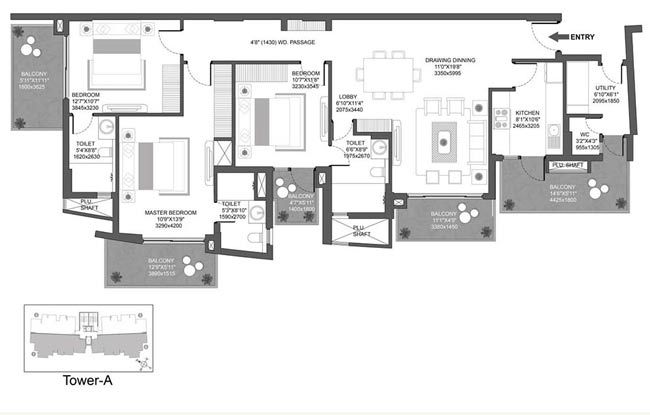 4'8" (1430) WD. PASSAGE
ENTRY
BALCONY
5'11"X11'11"
1800X3625
BEDROOM
12'7"X10'7"
3845X3230
BEDROOM
10'7"X11'8"
3230X3545
DRAWING DINNING
11'0"X19'8"
3350X5995
LOBBY
6'10"X11'4"
2075X3440
UTILITY
6'10"X6'1"
2095X1850
KITCHEN
8'1"X10'6"
2465X3205
WC
3'2"X4'3"
955X1305
TOILET
5'4"X8'8"
1620X2630
TOILET
6'6"X8'9"
1975X2670
PLU. SHAFT
PLU.
SHAFT
MASTER BEDROOM
10'9"X13'9"
3290X4200
TOILET
5'3"X8'10"
1590X2700
BALCONY
4'7"X5'11"
1400X1800
BALCONY
11'1"X4'9"
3380X1450
BALCONY
14'6"X5'11"
4425X1800
PLU.
SHAFT
BALCONY
12'9"X5'11"
3890X1515
Tower-A